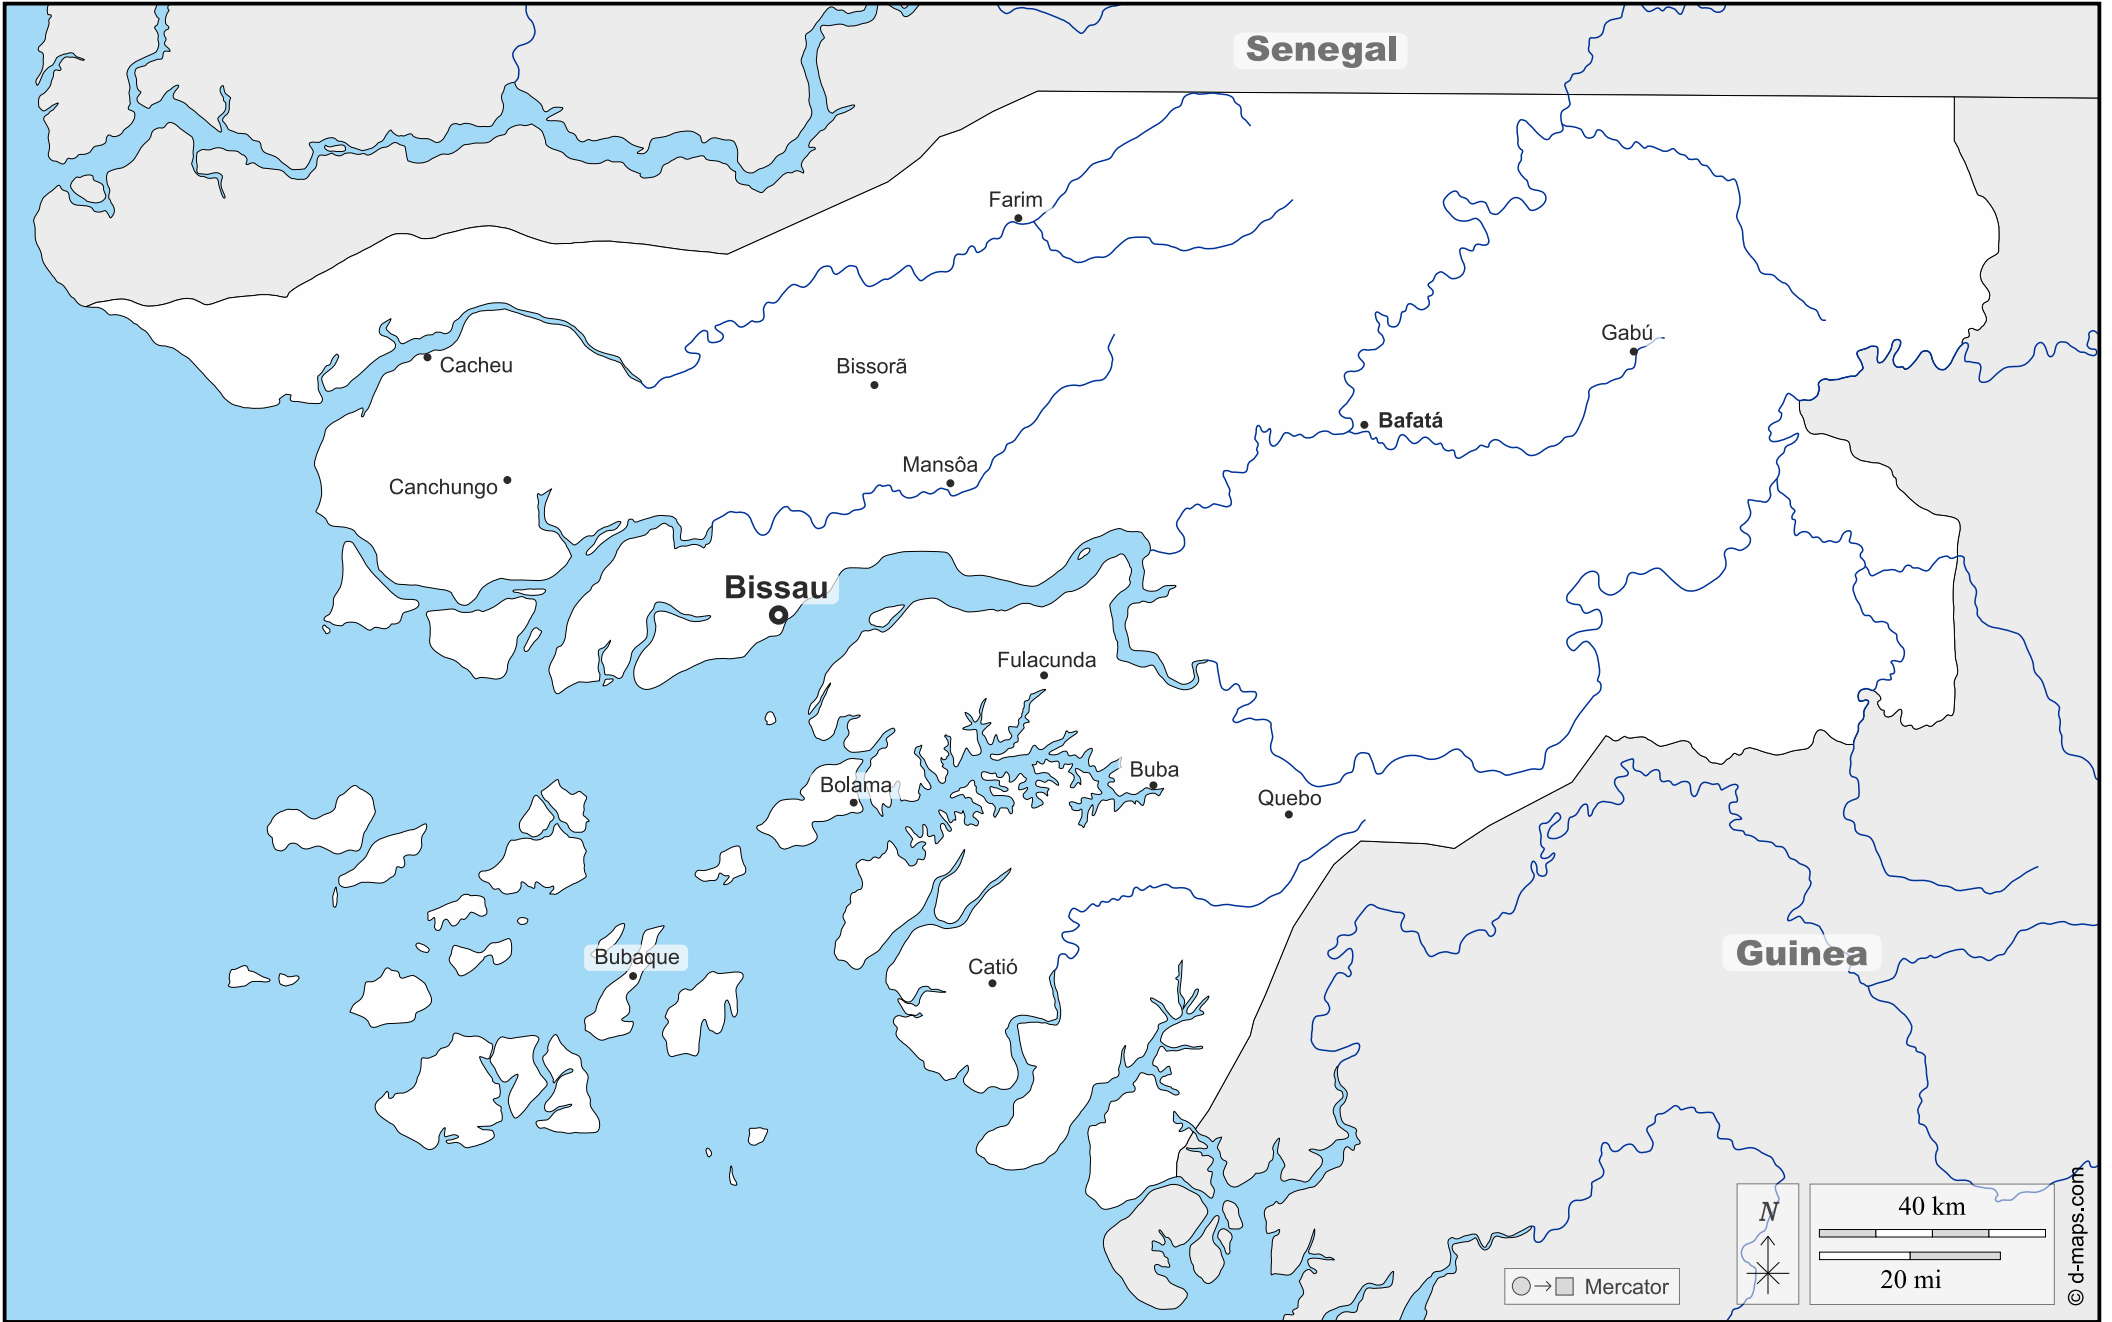 Senegal
Farim
Gabú
Cacheu
Bissorã
Bafatá
Mansôa
Canchungo
Bissau
Fulacunda
Buba
Bolama
Quebo
Bubaque
Catió
Guinea
N
40 km
20 mi
Mercator
© d-maps.com